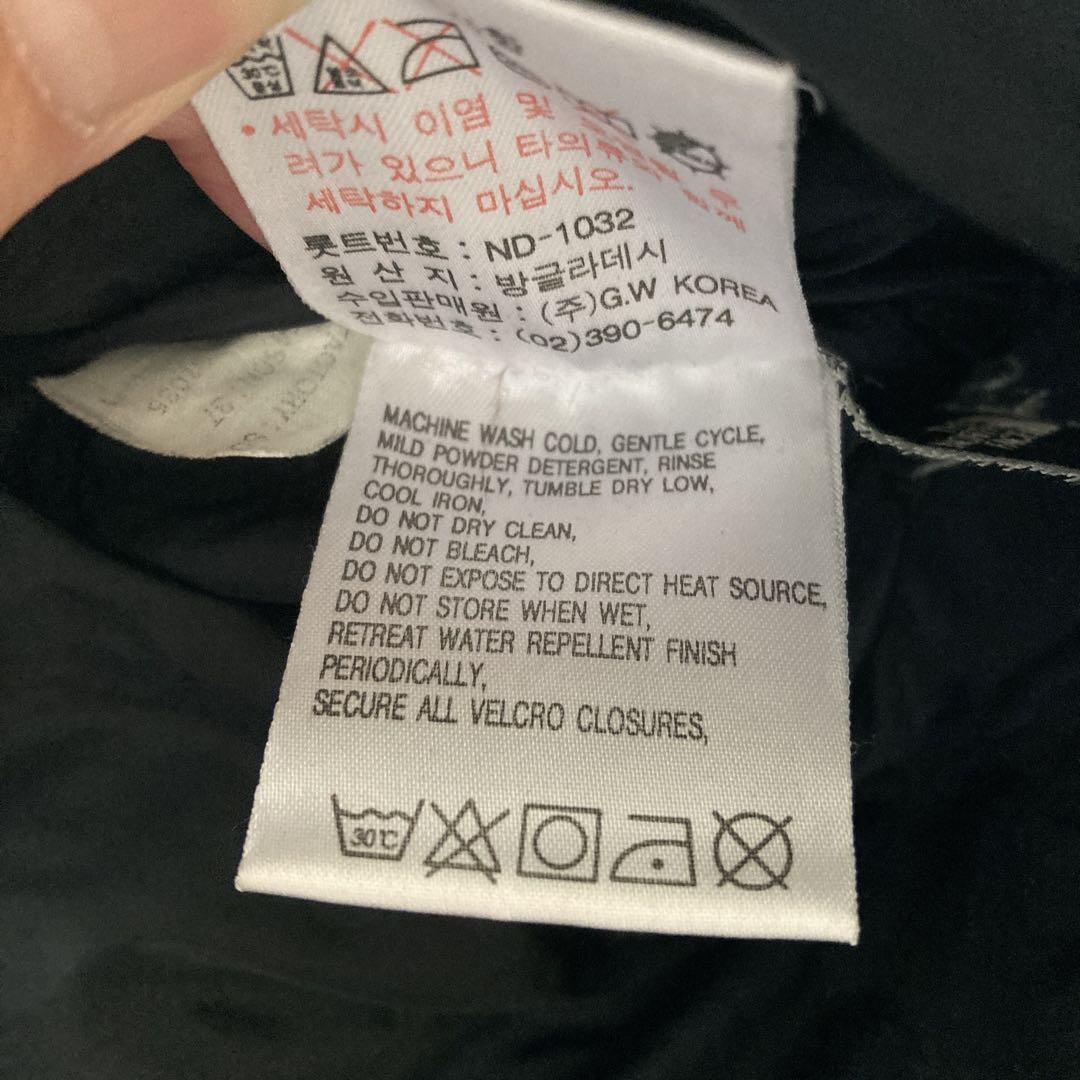 • 세탁시 이염 및
려가 있으니 타의류
세탁하지 마십시오. 함께
롯트번호 : ND-1032
원 산 지 : 방글라데시
수입판매원 : (주)G.W KOREA
전화번호 : (02)390-6474
MACHINE WASH COLD, GENTLE CYCLE,
MILD POWDER DETERGENT, RINSE
THOROUGHLY, TUMBLE DRY LOW,
COOL IRON,
DO NOT DRY CLEAN,
DO NOT BLEACH,
DO NOT EXPOSE TO DIRECT HEAT SOURCE,
DO NOT STORE WHEN WET,
RETREAT WATER REPELLENT FINISH
PERIODICALLY,
SECURE ALL VELCRO CLOSURES,
30℃